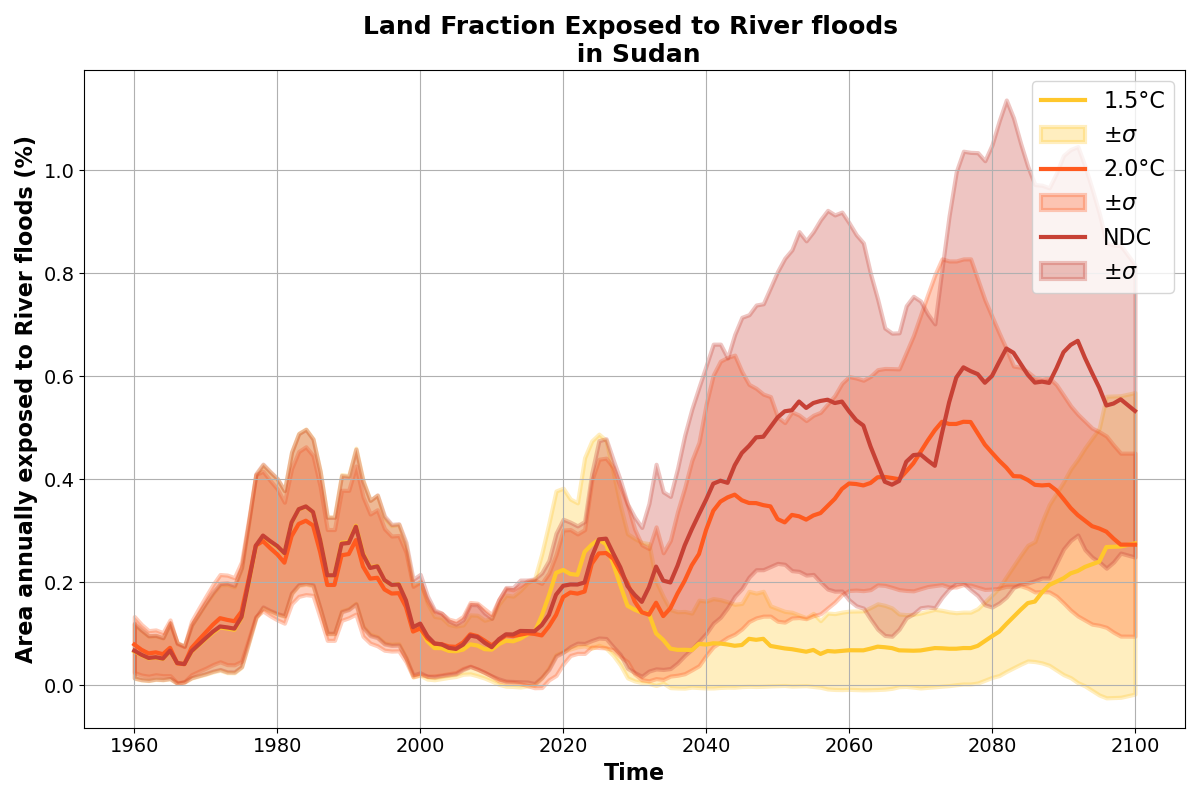 Land Fraction Exposed to River floods
in Sudan
Area annually exposed to River floods (%)
1.0
0.8
0.6
0.4
0.2
0.0
1960 1980 2000 2020 2040 2060 2080 2100
Time
1.5°C
±σ
2.0°C
±σ
NDC
±σ